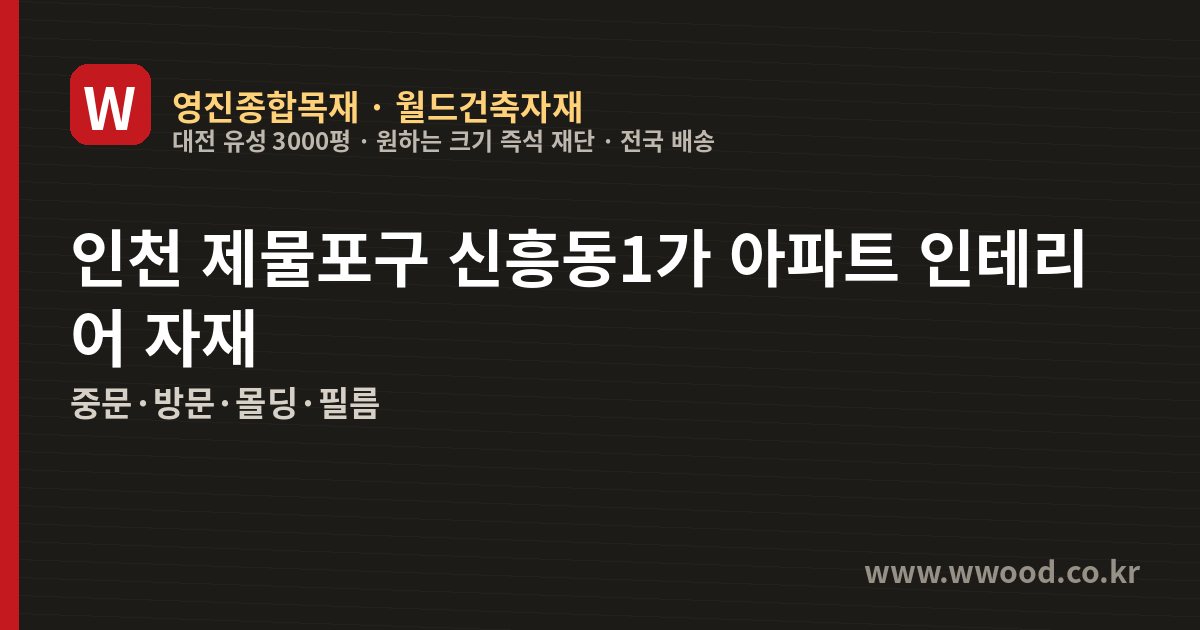 W
영진종합목재 · 월드건축자재
대전 유성 3000평 · 원하는 크기 즉석 재단 · 전국 배송
인천 제물포구 신흥동1가 아파트 인테리
어 자재
중문·방문·몰딩·필름
www.wwood.co.kr